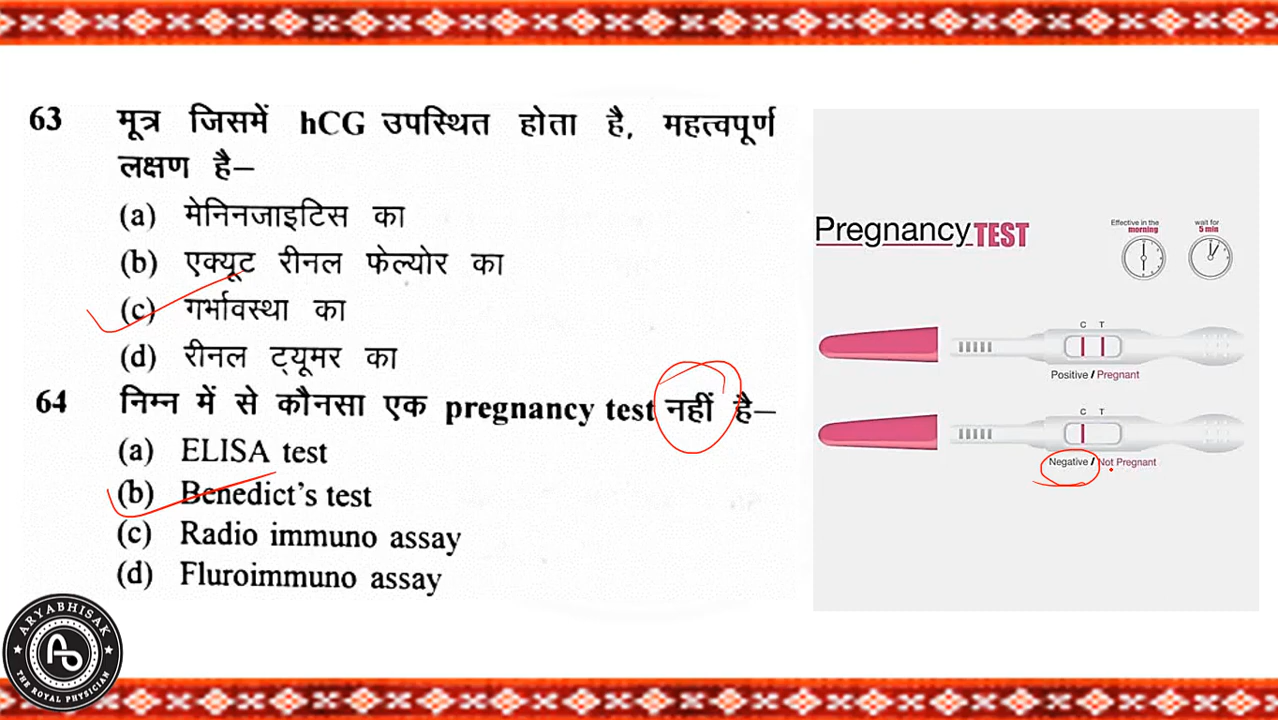 63 मूत्र जिसमें hCG उपस्थित होता है, महत्वपूर्ण
लक्षण है–
(a) मेनिनजाइटिस का
(b) एक्यूट रीनल फेल्योर का
(c) गर्भावस्था का
(d) रीनल ट्यूमर का
64 निम्न में से कौनसा एक pregnancy test नहीं है–
(a) ELISA test
(b) Benedict's test
(c) Radio immuno assay
(d) Fluroimmuno assay
Pregnancy TEST
Effective in the
morning
wait for
5 min
C T
Positive / Pregnant
C T
Negative / Not Pregnant
ARYABHISAK
THE ROYAL PHYSICIAN